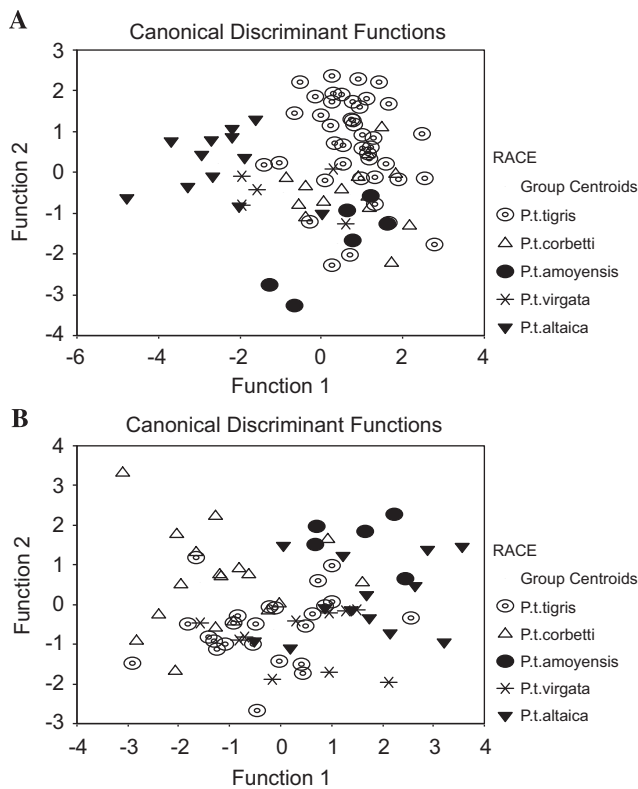 A
Canonical Discriminant Functions
3
2
1
0
-1
-2
-3
-4
-6
-4
-2
0
2
4
Function 2
Function 1
RACE
Group Centroids
P.t.tigris
P.t.corbetti
P.t.amoyensis
P.t.virgata
P.t.altaica
B
Canonical Discriminant Functions
4
3
2
1
0
-1
-2
-3
-4
-3
-2
-1
0
1
2
3
4
Function 2
Function 1
RACE
Group Centroids
P.t.tigris
P.t.corbetti
P.t.amoyensis
P.t.virgata
P.t.altaica